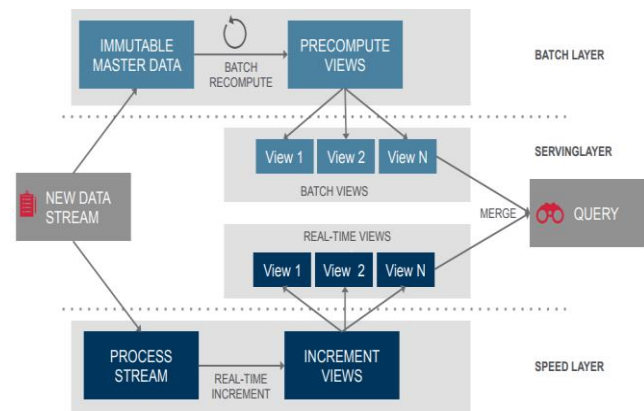 IMMUTABLE
MASTER DATA
BATCH
RECOMPUTE
PRECOMPUTE
VIEWS
BATCH LAYER
View 1
View 2
View N
BATCH VIEWS
SERVINGLAYER
NEW DATA
STREAM
MERGE
QUERY
REAL-TIME VIEWS
View 1
View 2
View N
PROCESS
STREAM
REAL-TIME
INCREMENT
INCREMENT
VIEWS
SPEED LAYER